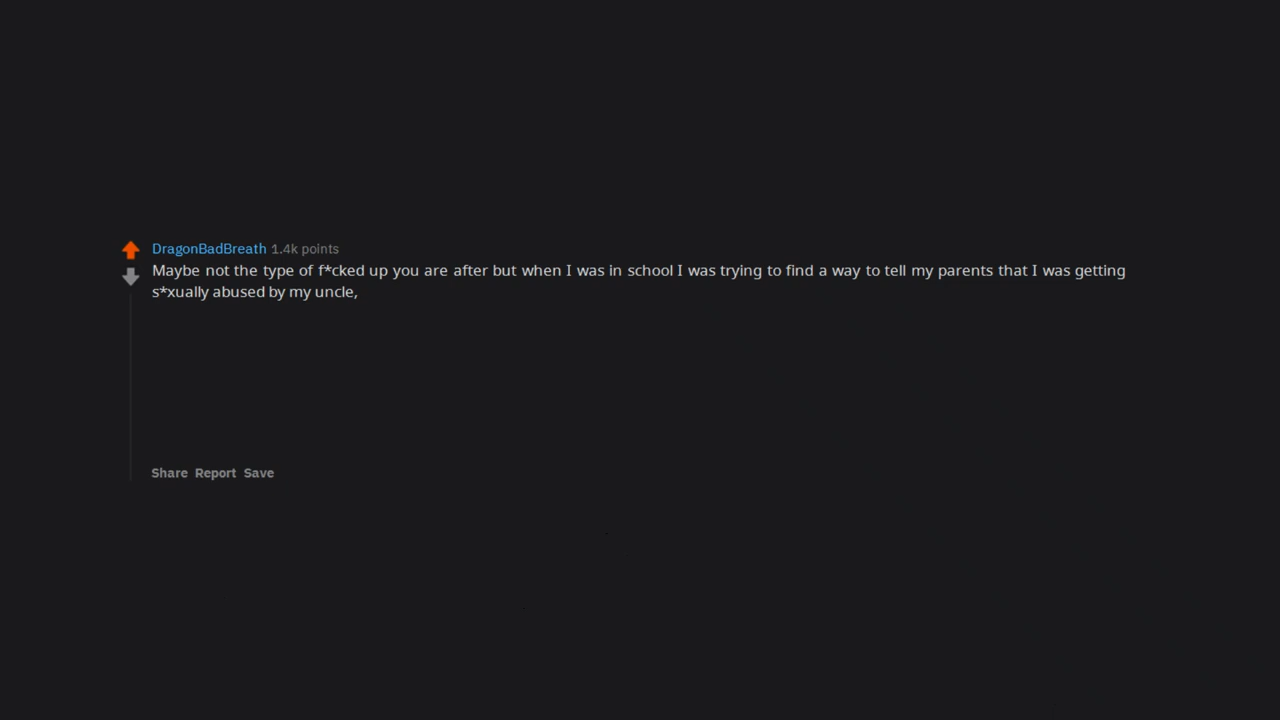 DragonBadBreath 1.4k points
Maybe not the type of f*cked up you are after but when I was in school I was trying to find a way to tell my parents that I was getting
s*xually abused by my uncle,
Share Report Save